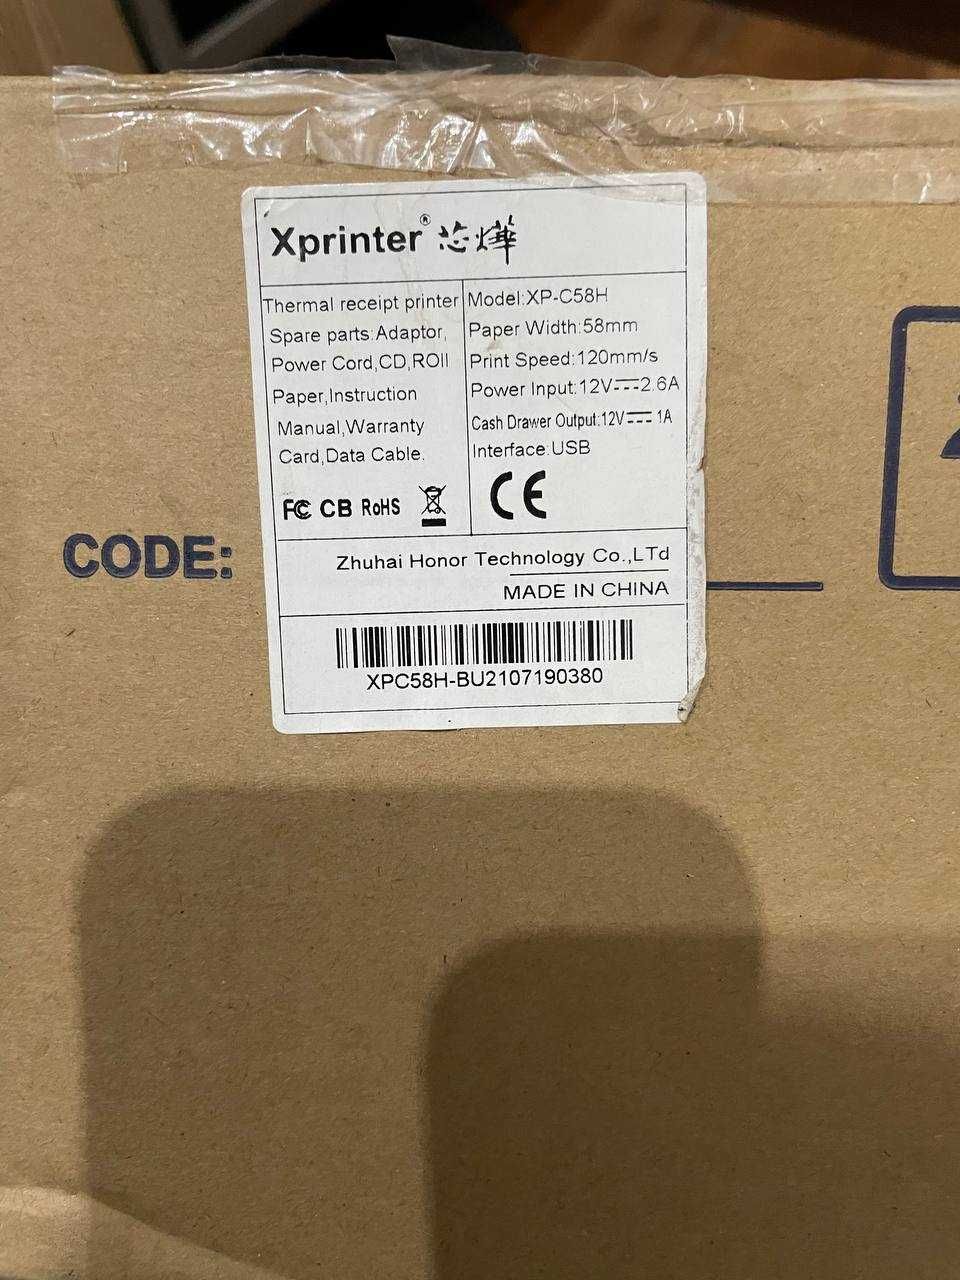 Xprinter® 芯烨
Thermal receipt printer
Spare parts:Adaptor,
Power Cord,CD,ROll
Paper,Instruction
Manual,Warranty
Card,Data Cable.
FC CB RoHS
Model:XP-C58H
Paper Width:58mm
Print Speed:120mm/s
Power Input:12V⎓2.6A
Cash Drawer Output:12V⎓1A
Interface:USB
CE
CODE:
Zhuhai Honor Technology Co.,LTd
MADE IN CHINA
XPC58H-BU2107190380